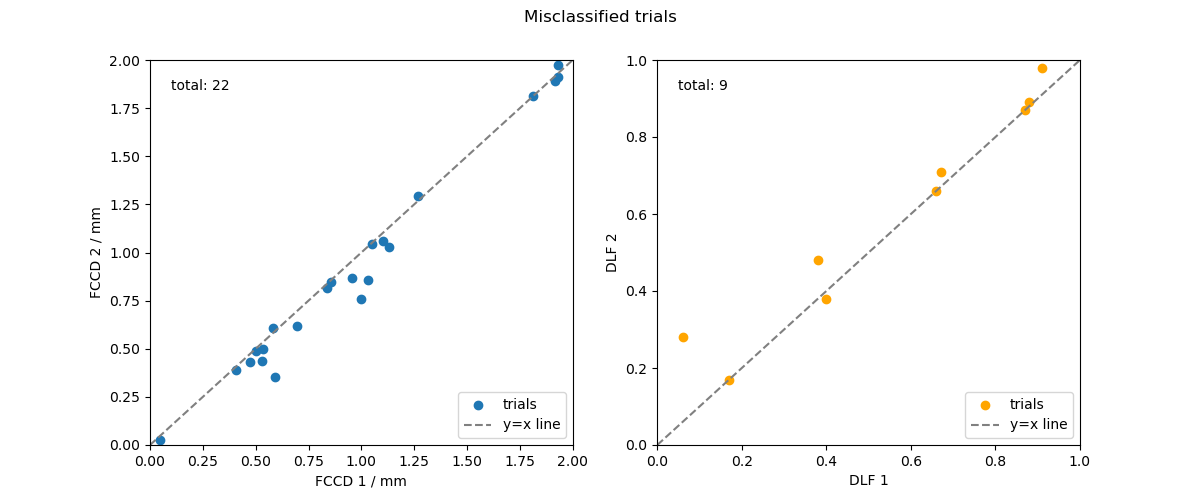 Misclassified trials
total: 22
2.00
1.75
1.50
1.25
1.00
0.75
0.50
0.25
0.00
FCCD 2 / mm
0.00 0.25 0.50 0.75 1.00 1.25 1.50 1.75 2.00
FCCD 1 / mm
trials
y=x line
total: 9
1.0
0.8
0.6
0.4
0.2
0.0
DLF 2
0.0 0.2 0.4 0.6 0.8 1.0
DLF 1
trials
y=x line